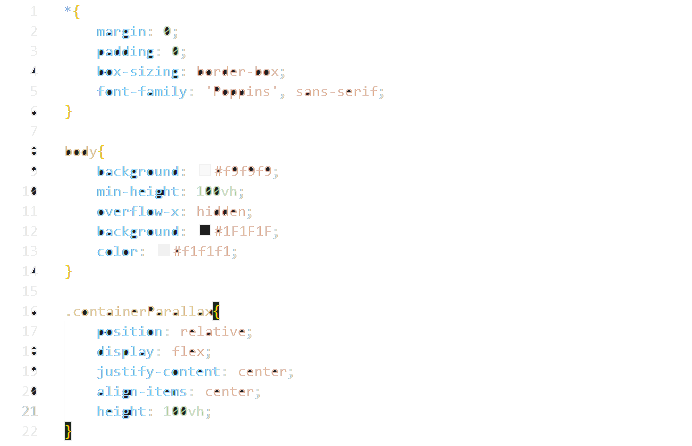 1 *{
2 margin: 0;
3 padding: 0;
4 box-sizing: border-box;
5 font-family: 'Poppins', sans-serif;
6 }
7
8 body{
9 background: #f9f9f9;
10 min-height: 100vh;
11 overflow-x: hidden;
12 background: #1F1F1F;
13 color: #f1f1f1;
14 }
15
16 .containerParallax{
17 position: relative;
18 display: flex;
19 justify-content: center;
20 align-items: center;
21 height: 100vh;
22 }